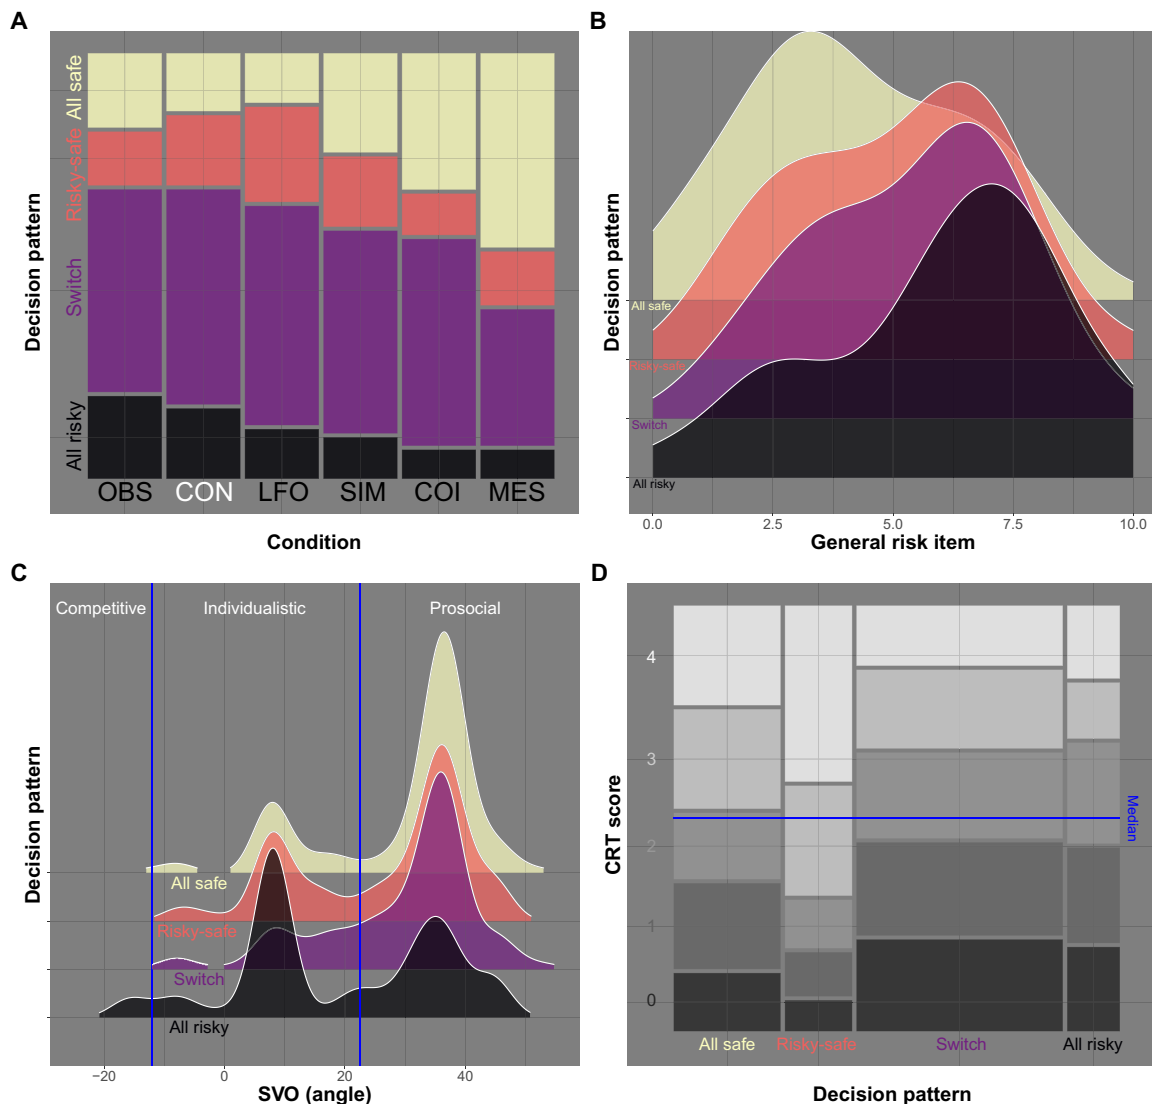 A
Decision pattern
All safe
Risky-safe
Switch
All risky
OBS CON LFO SIM COI MES
Condition
B
Decision pattern
All safe
Risky-safe
Switch
All risky
0.0 2.5 5.0 7.5 10.0
General risk item
C
Competitive Individualistic Prosocial
Decision pattern
All safe
Risky-safe
Switch
All risky
−20 0 20 40
SVO (angle)
D
CRT score
4
3
2
1
0
Median
All safe Risky-safe Switch All risky
Decision pattern